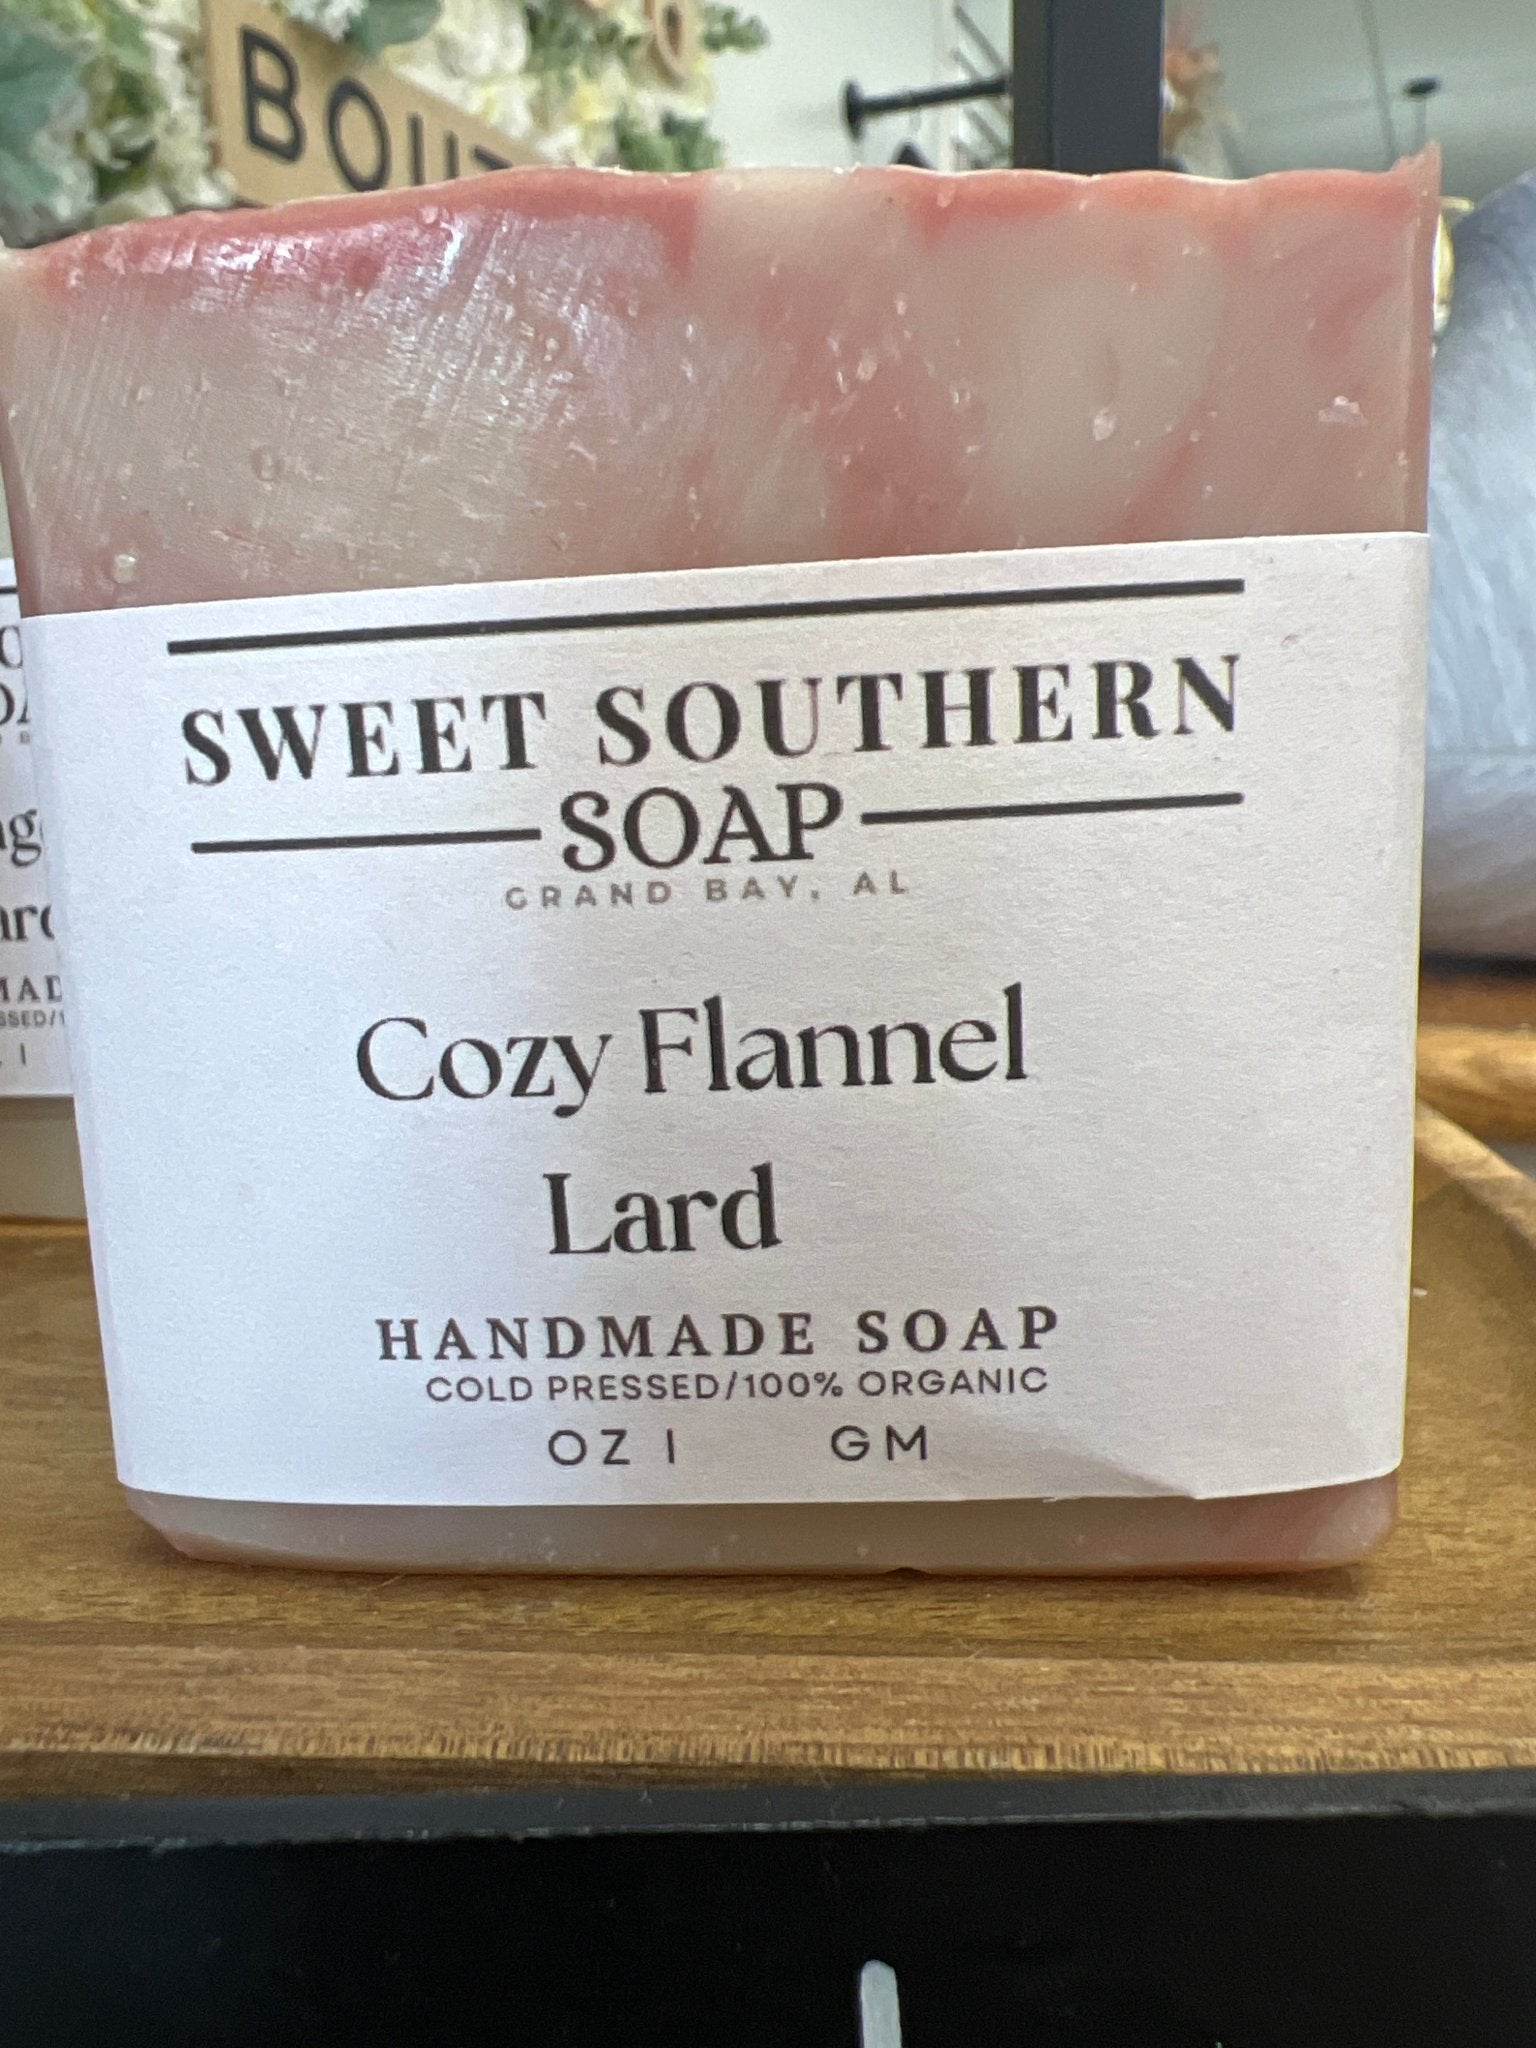 SWEET SOUTHERN
SOAP
GRAND BAY, AL
Cozy Flannel
Lard
HANDMADE SOAP
COLD PRESSED/100% ORGANIC
OZ | GM